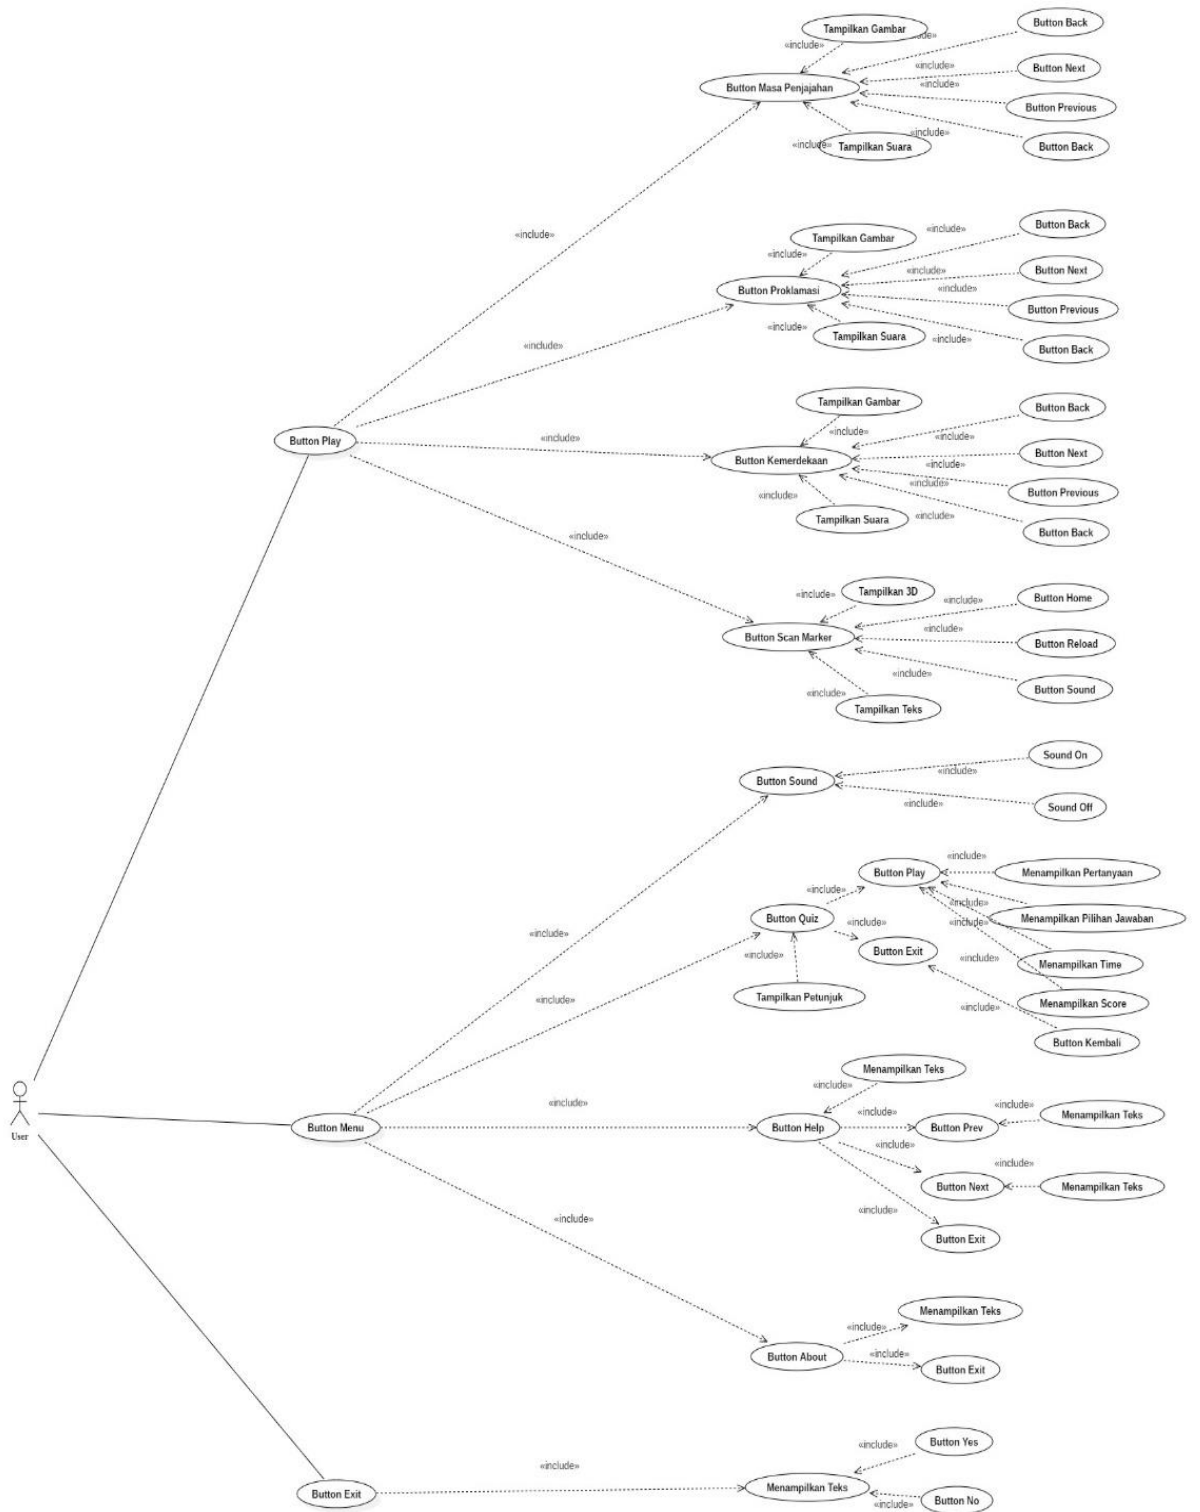 Tampilkan Gambar
Button Back
«include»
«include»
Button Next
«include»
Button Masa Penjajahan
«include»
Button Previous
«include»
«include»
Tampilkan Suara
Button Back
«include»
Button Back
«include»
Tampilkan Gambar
«include»
Button Next
«include»
Button Proklamasi
«include»
Button Previous
«include»
Tampilkan Suara
«include»
Button Back
«include»
Tampilkan Gambar
Button Back
«include»
«include»
Button Play
«include»
Button Kemerdekaan
Button Next
«include»
«include»
Button Previous
«include»
Tampilkan Suara
«include»
Button Back
«include»
Tampilkan 3D
«include»
«include»
Button Home
Button Scan Marker
«include»
Button Reload
«include»
Button Sound
«include»
Tampilkan Teks
Sound On
«include»
Button Sound
«include»
Sound Off
«include»
Button Play
Menampilkan Pertanyaan
«include»
«include»
Button Quiz
Menampilkan Pilihan Jawaban
«include»
«include»
«include»
Button Exit
«include»
«include»
Menampilkan Time
«include»
Tampilkan Petunjuk
Menampilkan Score
«include»
Button Kembali
Menampilkan Teks
«include»
«include»
«include»
Menampilkan Teks
User
Button Menu
Button Help
«include»
Button Prev
«include»
Button Next
Menampilkan Teks
«include»
«include»
Button Exit
Menampilkan Teks
«include»
Button About
«include»
Button Exit
Button Yes
«include»
«include»
Button Exit
Menampilkan Teks
«include»
Button No